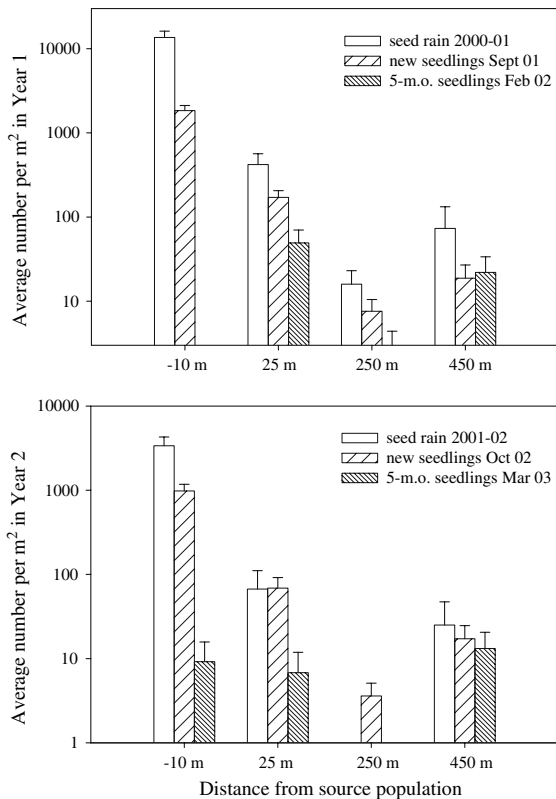 Average number per m² in Year 1
10000
1000
100
10
seed rain 2000-01
new seedlings Sept 01
5-m.o. seedlings Feb 02
-10 m 25 m 250 m 450 m
Average number per m² in Year 2
10000
1000
100
10
1
seed rain 2001-02
new seedlings Oct 02
5-m.o. seedlings Mar 03
-10 m 25 m 250 m 450 m
Distance from source population